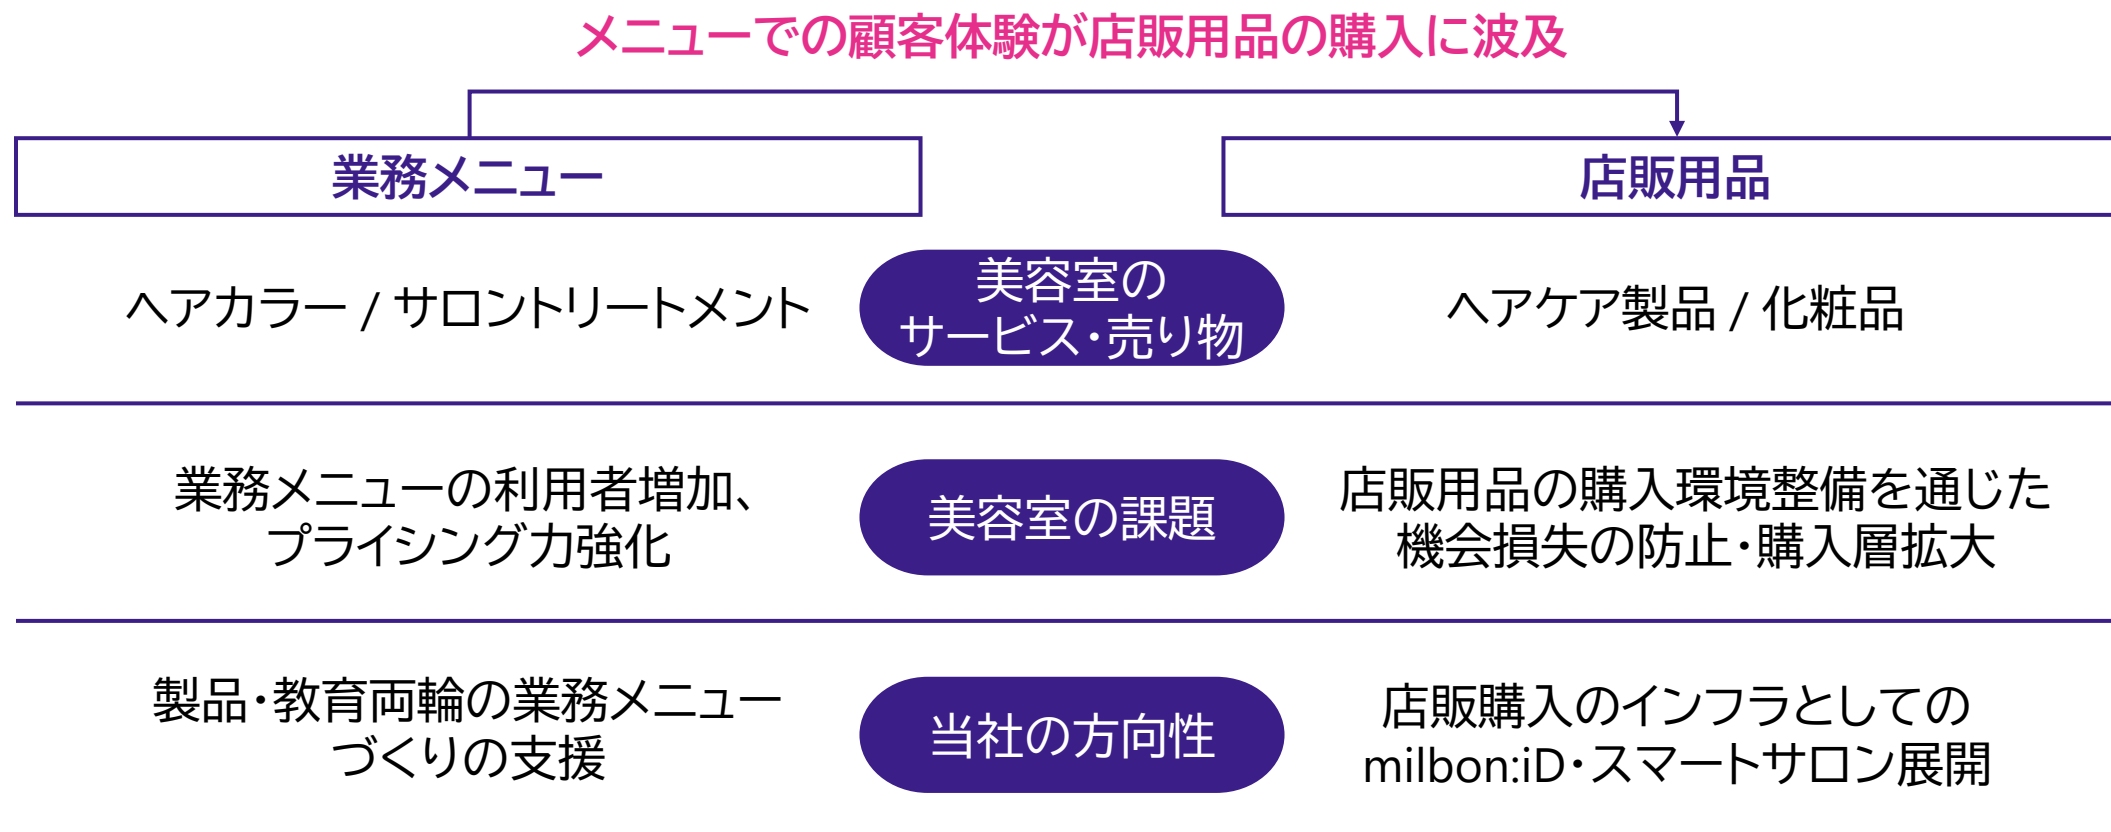 メニューでの顧客体験が店販用品の購入に波及
業務メニュー
店販用品
ヘアカラー / サロントリートメント
美容室の
サービス・売り物
ヘアケア製品 / 化粧品
業務メニューの利用者増加、
プライシング力強化
美容室の課題
店販用品の購入環境整備を通じた
機会損失の防止・購入層拡大
製品・教育両輪の業務メニュー
づくりの支援
当社の方向性
店販購入のインフラとしての
milbon:iD・スマートサロン展開